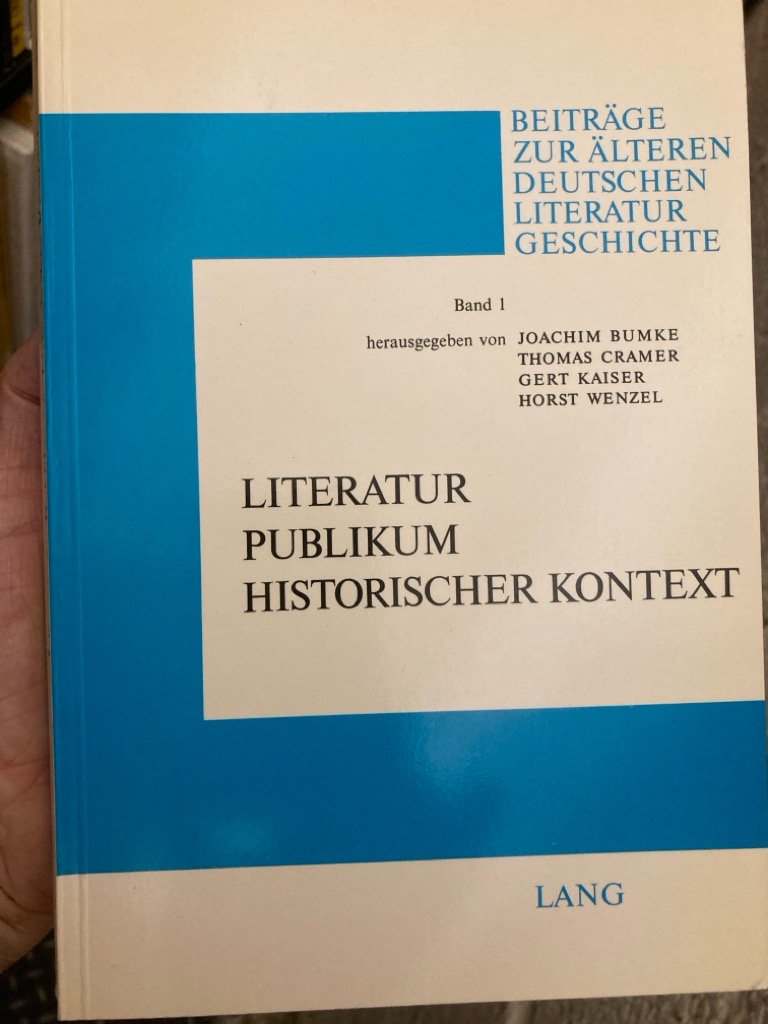 BEITRÄGE
ZUR ÄLTEREN
DEUTSCHEN
LITERATUR
GESCHICHTE
Band 1
herausgegeben von JOACHIM BUMKE
THOMAS CRAMER
GERT KAISER
HORST WENZEL
LITERATUR
PUBLIKUM
HISTORISCHER KONTEXT
LANG